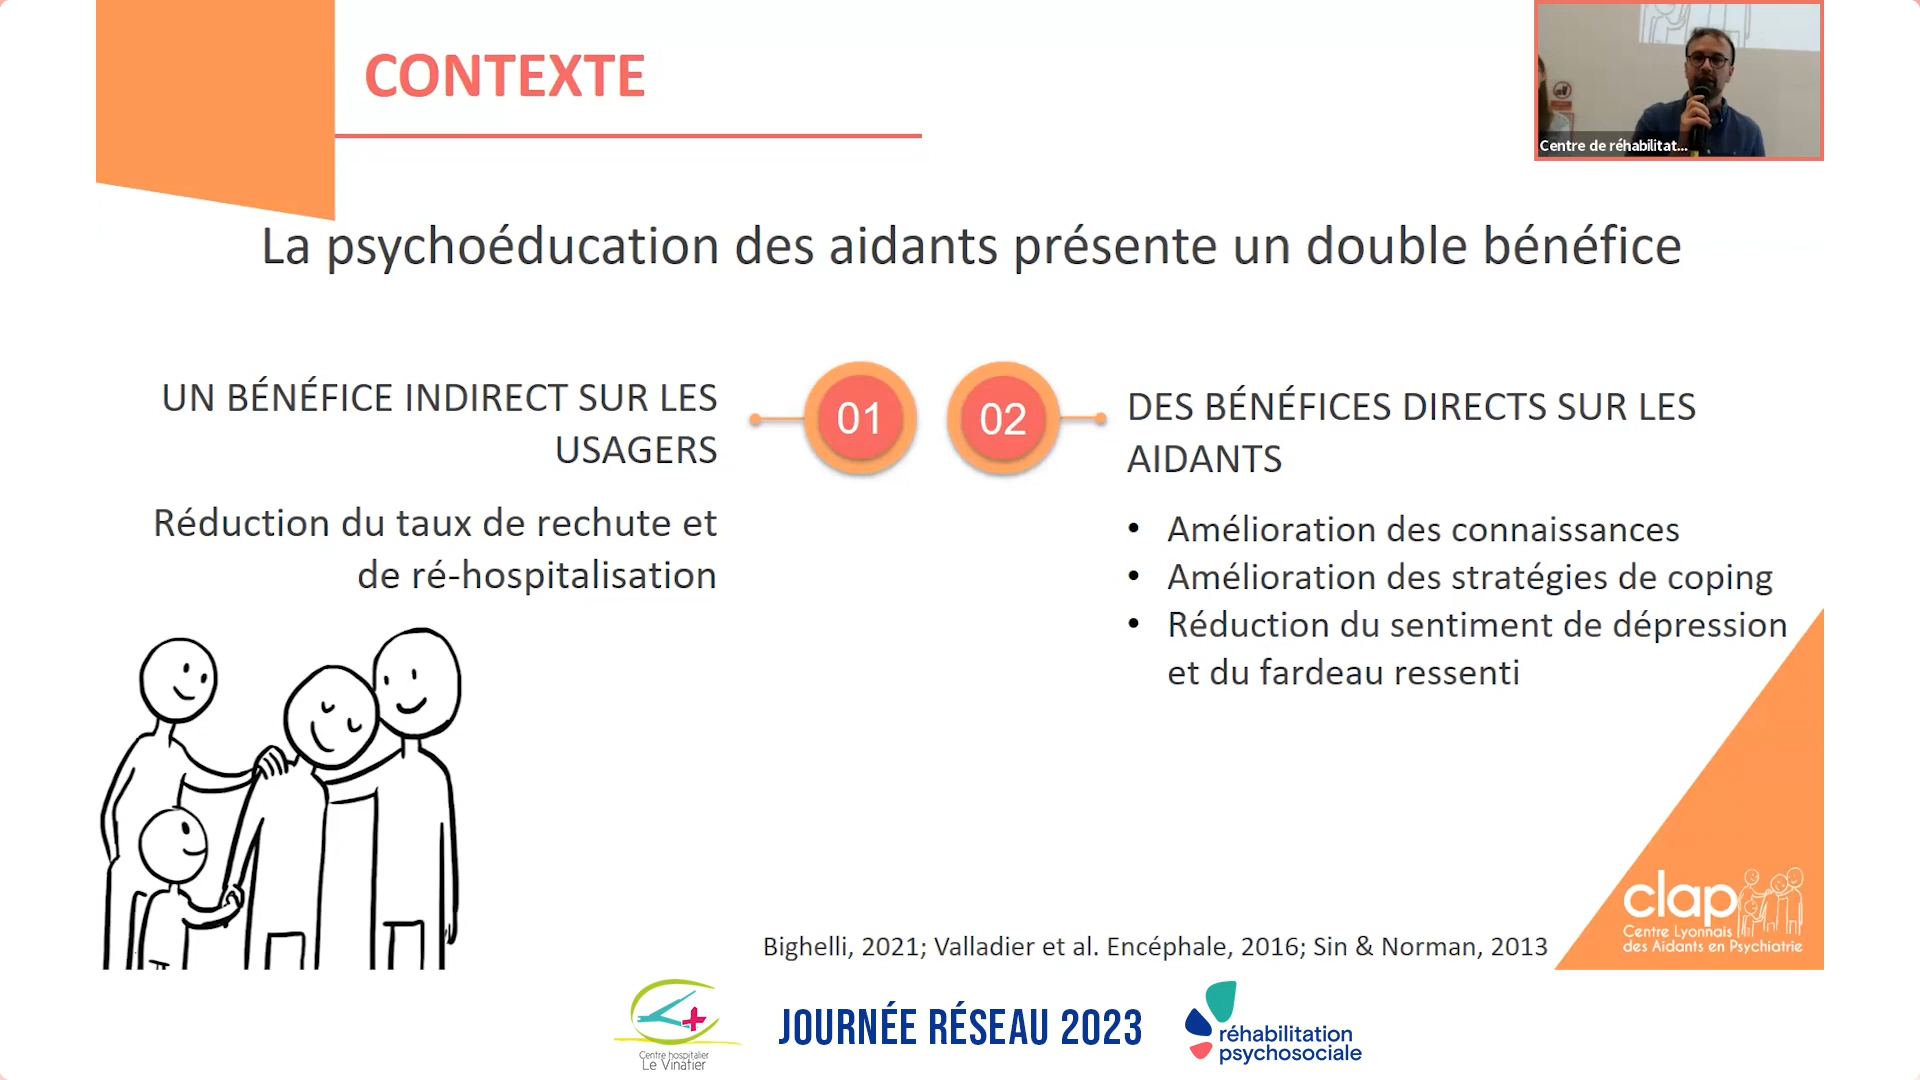 CONTEXTE
Centre de réhabilitat...
La psychoéducation des aidants présente un double bénéfice
UN BÉNÉFICE INDIRECT SUR LES
USAGERS
Réduction du taux de rechute et
de ré-hospitalisation
01
02
DES BÉNÉFICES DIRECTS SUR LES
AIDANTS
• Amélioration des connaissances
• Amélioration des stratégies de coping
• Réduction du sentiment de dépression
et du fardeau ressenti
Bighelli, 2021; Valladier et al. Encéphale, 2016; Sin & Norman, 2013
clap
Centre Lyonnais
des Aidants en Psychiatrie
Centre hospitalier
Le Vinatier
JOURNÉE RÉSEAU 2023
réhabilitation
psychosociale